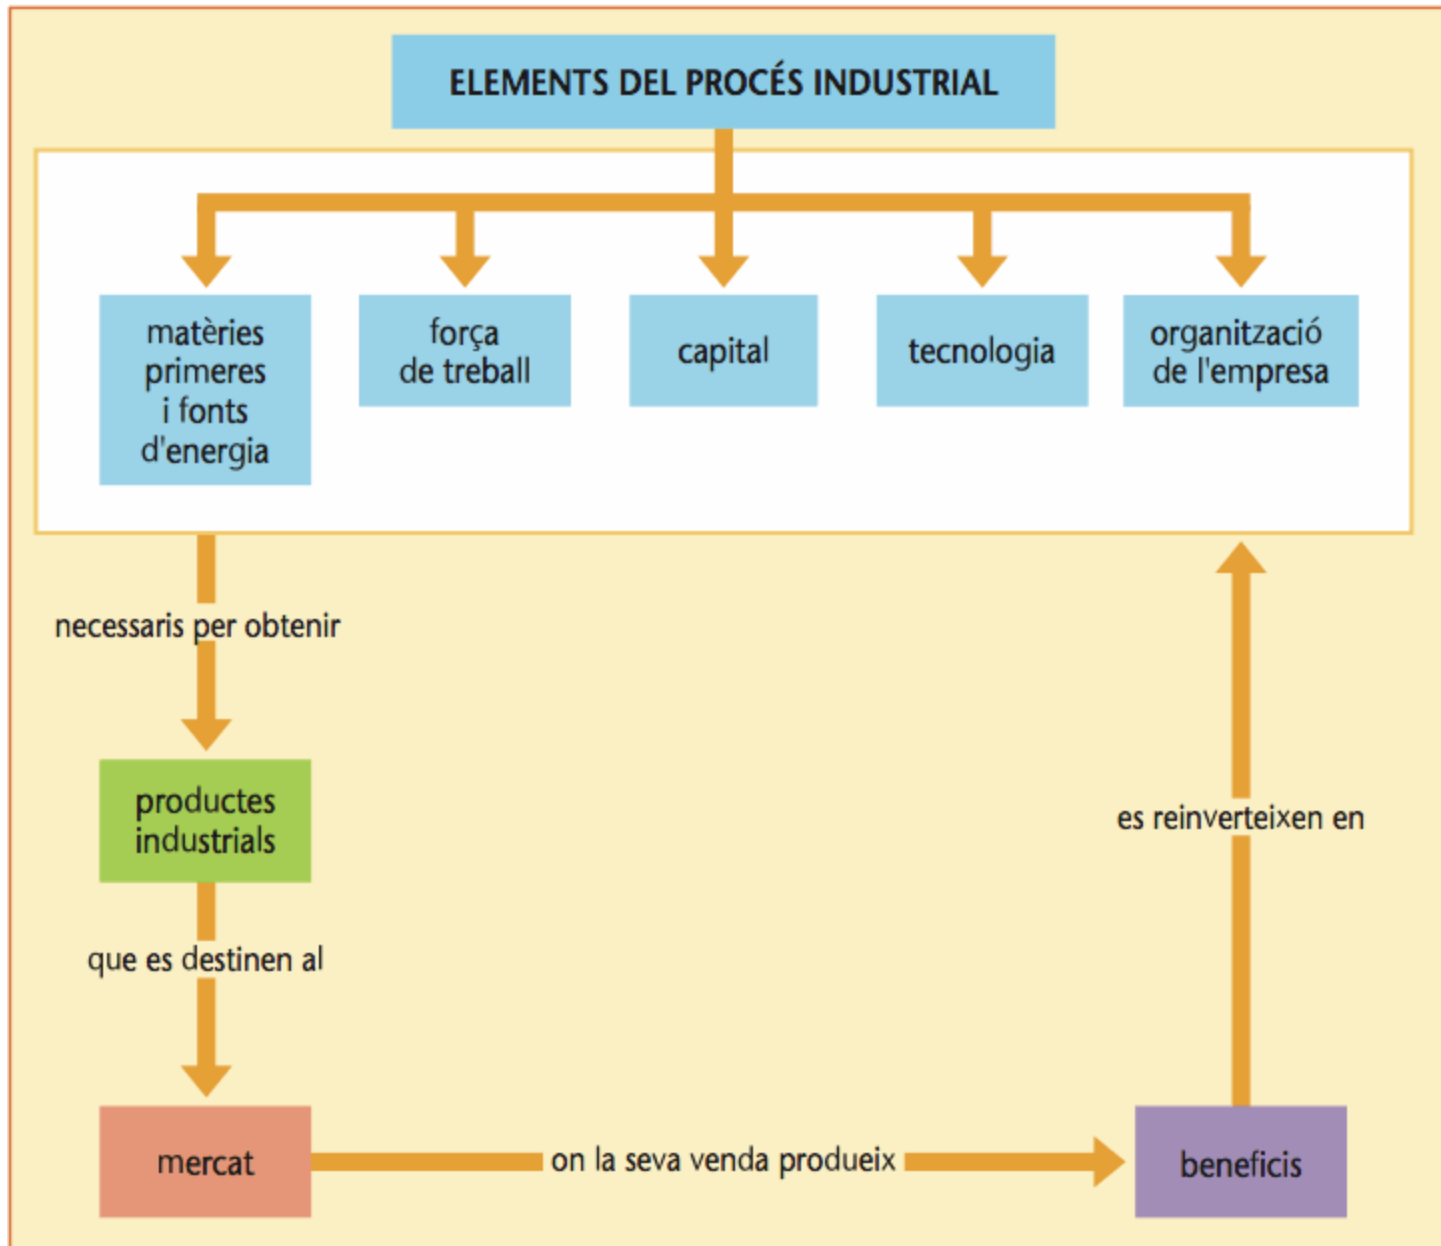 ELEMENTS DEL PROCÉS INDUSTRIAL
matèries
primeres
i fonts
d'energia
força
de treball
capital
tecnologia
organització
de l'empresa
necessaris per obtenir
productes
industrials
es reinverteixen en
que es destinen al
mercat
on la seva venda produeix
beneficis